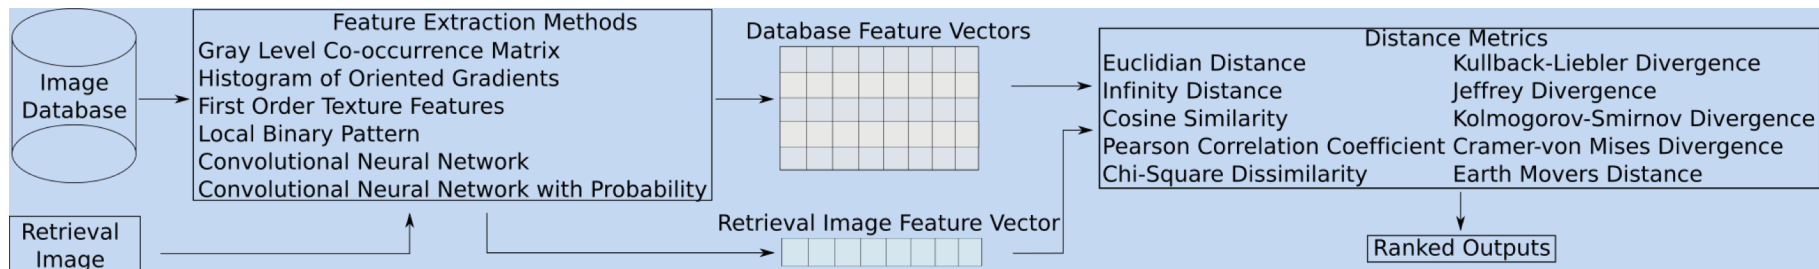 Image
Database
Feature Extraction Methods
Gray Level Co-occurrence Matrix
Histogram of Oriented Gradients
First Order Texture Features
Local Binary Pattern
Convolutional Neural Network
Convolutional Neural Network with Probability
Retrieval
Image
Database Feature Vectors
Retrieval Image Feature Vector
Distance Metrics
Euclidian Distance
Infinity Distance
Cosine Similarity
Pearson Correlation Coefficient
Chi-Square Dissimilarity
Kullback-Liebler Divergence
Jeffrey Divergence
Kolmogorov-Smirnov Divergence
Cramer-von Mises Divergence
Earth Movers Distance
Ranked Outputs